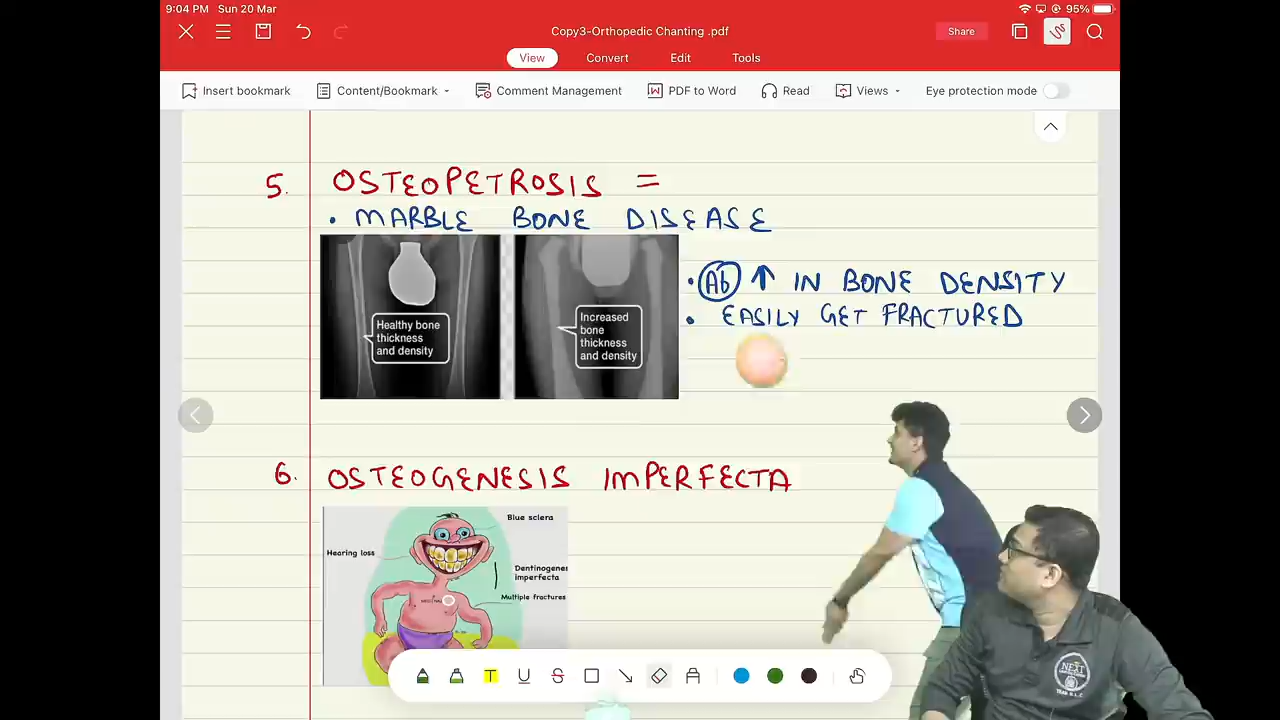 9:04 PM Sun 20 Mar 95%
Copy3-Orthopedic Chanting .pdf
Share
View Convert Edit Tools
Insert bookmark Content/Bookmark Comment Management PDF to Word Read Views Eye protection mode
5. OSTEOPETROSIS =
• MARBLE BONE DISEASE
Healthy bone
thickness
and density
Increased
bone
thickness
and density
• Ab ↑ IN BONE DENSITY
• EASILY GET FRACTURED
6. OSTEOGENESIS IMPERFECTA
Blue sclera
Hearing loss
Dentinogenes
imperfecta
Multiple fractures
T U S
NEXT